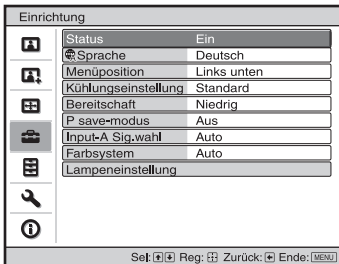 Einrichtung
Status Ein
Sprache Deutsch
Menüposition Links unten
Kühlungseinstellung Standard
Bereitschaft Niedrig
P save-modus Aus
Input-A Sig.wahl Auto
Farbsystem Auto
Lampeneinstellung
Sel: Reg: Zurück: Ende: MENU